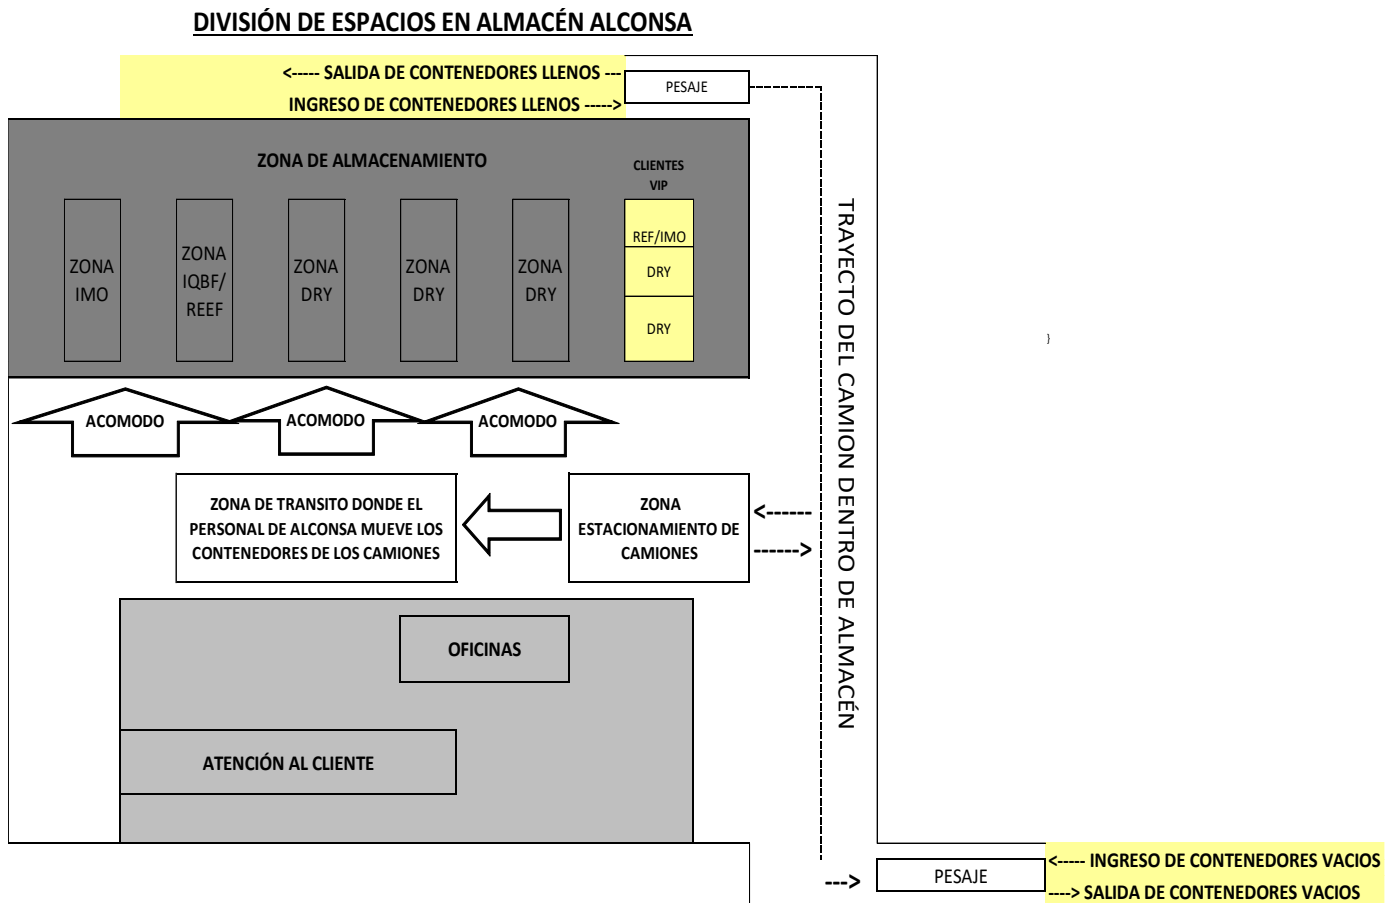 DIVISIÓN DE ESPACIOS EN ALMACÉN ALCONSA
<----- SALIDA DE CONTENEDORES LLENOS ---
INGRESO DE CONTENEDORES LLENOS ----->
PESAJE
ZONA DE ALMACENAMIENTO
CLIENTES
VIP
ZONA
IMO
ZONA
IQBF/
REEF
ZONA
DRY
ZONA
DRY
ZONA
DRY
REF/IMO
DRY
DRY
TRAYECTO DEL CAMION DENTRO DE ALMACÉN
}
ACOMODO
ACOMODO
ACOMODO
ZONA DE TRANSITO DONDE EL
PERSONAL DE ALCONSA MUEVE LOS
CONTENEDORES DE LOS CAMIONES
ZONA
ESTACIONAMIENTO DE
CAMIONES
<------
------>
OFICINAS
ATENCIÓN AL CLIENTE
--->
PESAJE
<----- INGRESO DE CONTENEDORES VACIOS
----> SALIDA DE CONTENEDORES VACIOS